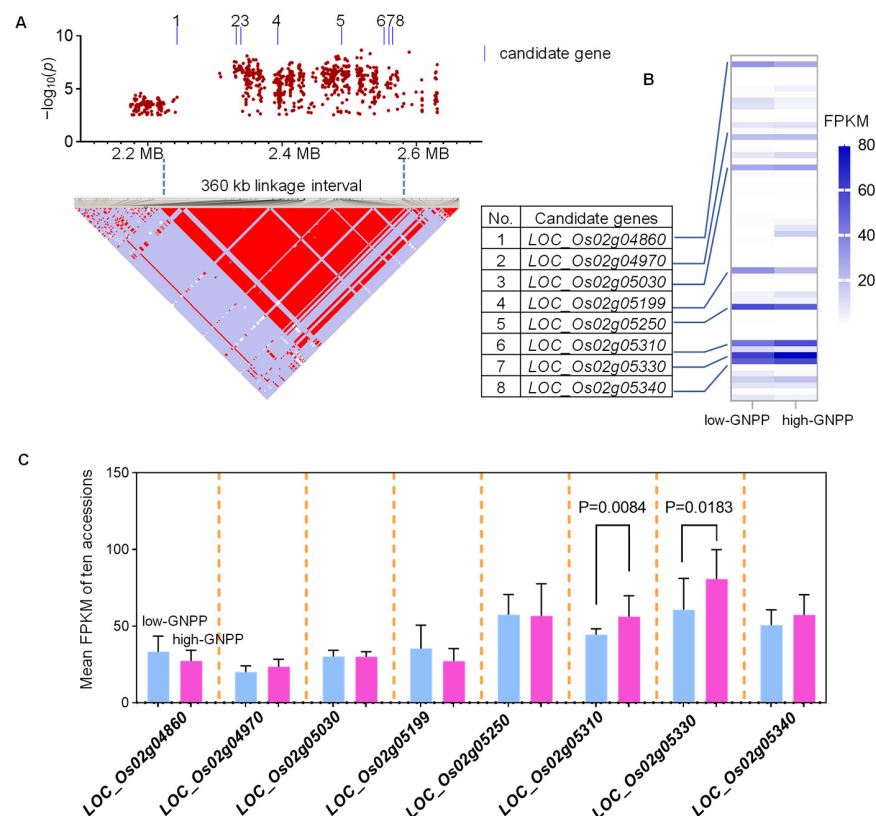 A
1 23 4 5 678
candidate gene
10
5
0
−log10(p)
2.2 MB 2.4 MB 2.6 MB
360 kb linkage interval
No. Candidate genes
1 LOC_Os02g04860
2 LOC_Os02g04970
3 LOC_Os02g05030
4 LOC_Os02g05199
5 LOC_Os02g05250
6 LOC_Os02g05310
7 LOC_Os02g05330
8 LOC_Os02g05340
B
FPKM
80
60
40
20
low-GNPP high-GNPP
C
Mean FPKM of ten accessions
150
100
50
0
P=0.0084 P=0.0183
low-GNPP
high-GNPP
LOC_Os02g04860
LOC_Os02g04970
LOC_Os02g05030
LOC_Os02g05199
LOC_Os02g05250
LOC_Os02g05310
LOC_Os02g05330
LOC_Os02g05340